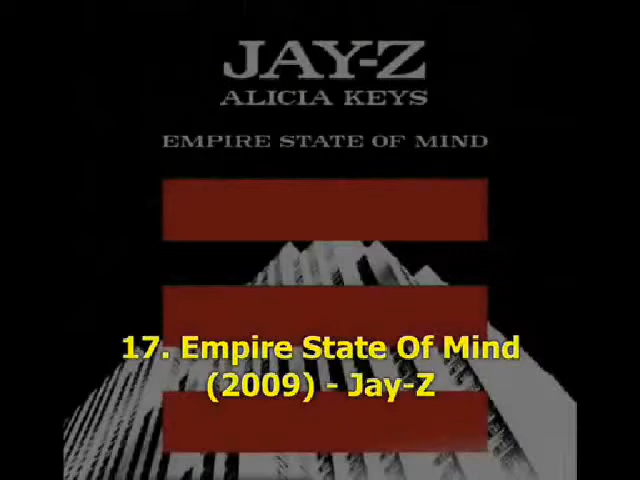 JAY-Z
ALICIA KEYS
EMPIRE STATE OF MIND
17. Empire State Of Mind
(2009) - Jay-Z